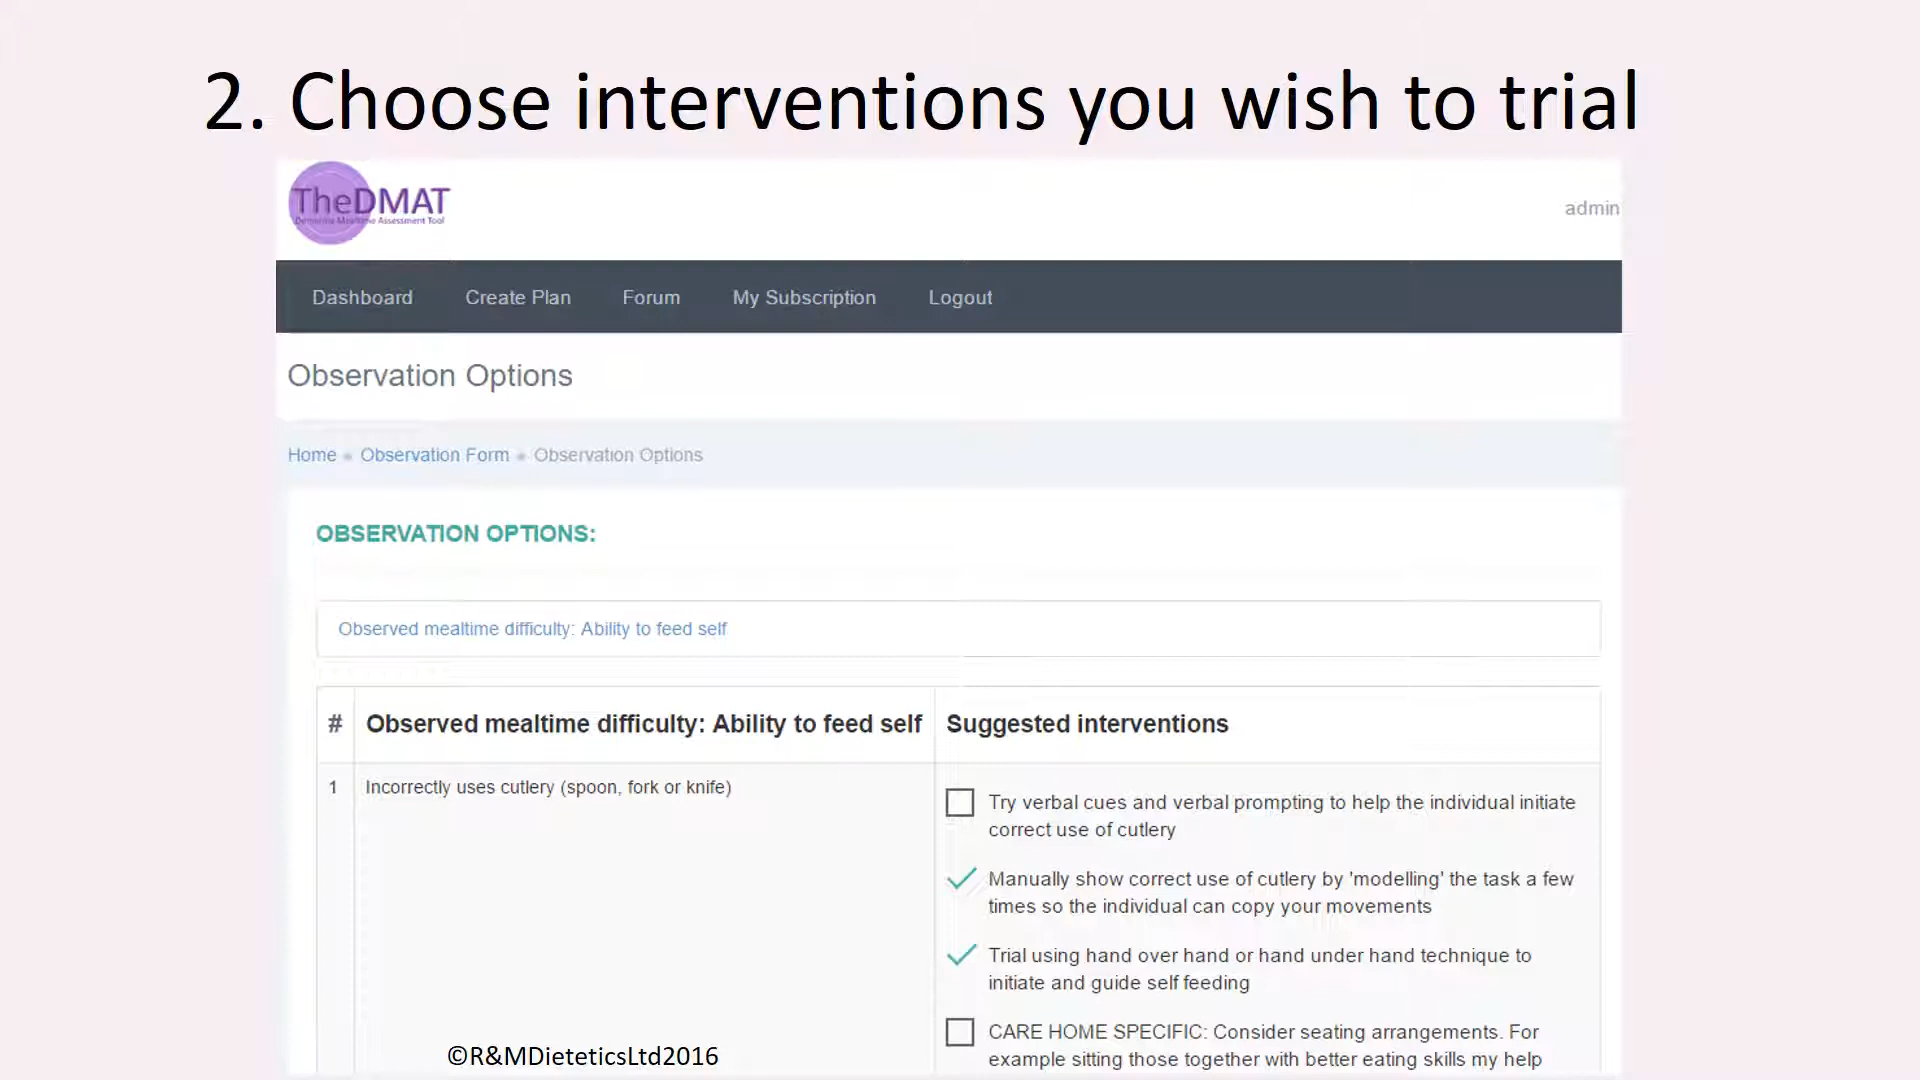 2. Choose interventions you wish to trial
TheDMAT
Dementia Mealtime Assessment Tool
admin
Dashboard Create Plan Forum My Subscription Logout
Observation Options
Home » Observation Form » Observation Options
OBSERVATION OPTIONS:
Observed mealtime difficulty: Ability to feed self
# Observed mealtime difficulty: Ability to feed self Suggested interventions
1 Incorrectly uses cutlery (spoon, fork or knife)
Try verbal cues and verbal prompting to help the individual initiate
correct use of cutlery
Manually show correct use of cutlery by 'modelling' the task a few
times so the individual can copy your movements
Trial using hand over hand or hand under hand technique to
initiate and guide self feeding
CARE HOME SPECIFIC: Consider seating arrangements. For
example sitting those together with better eating skills my help
©R&MDieteticsLtd2016